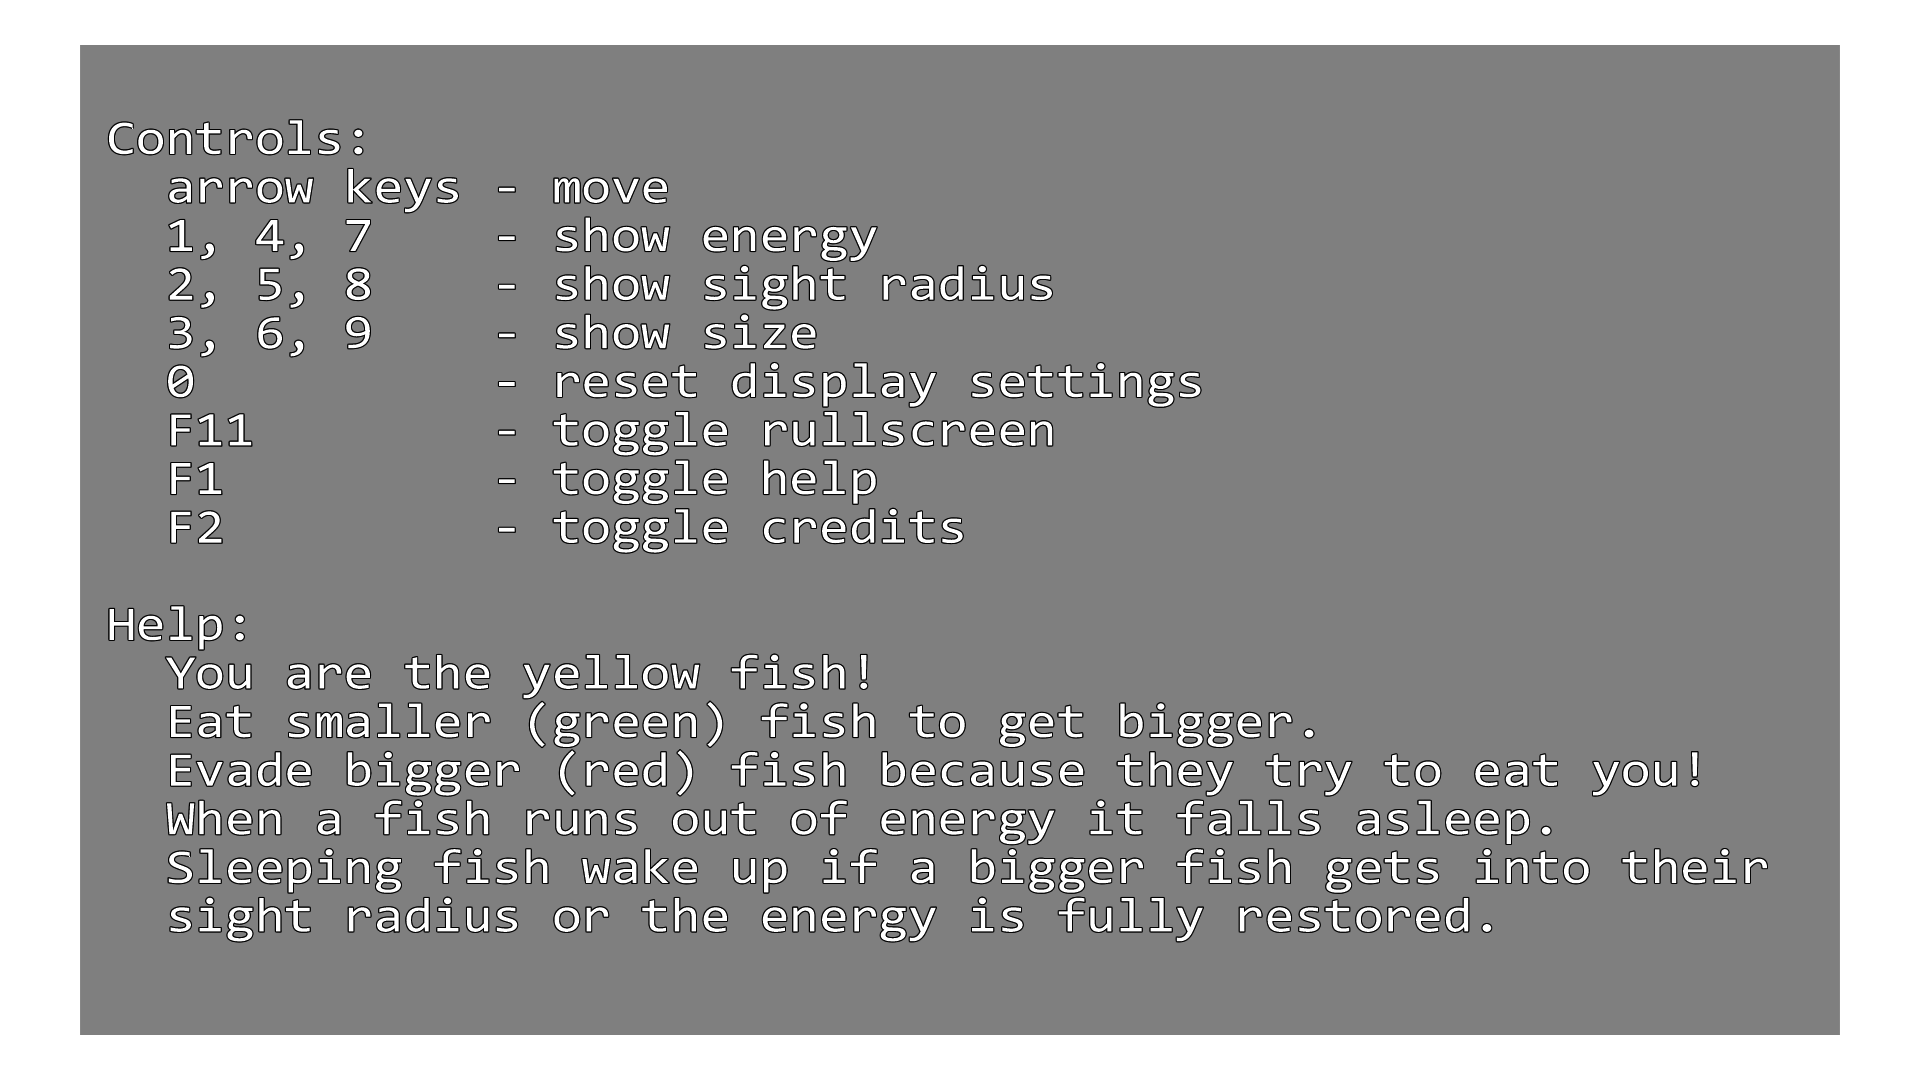 Controls:
  arrow keys - move
  1, 4, 7    - show energy
  2, 5, 8    - show sight radius
  3, 6, 9    - show size
  0          - reset display settings
  F11        - toggle rullscreen
  F1         - toggle help
  F2         - toggle credits

Help:
  You are the yellow fish!
  Eat smaller (green) fish to get bigger.
  Evade bigger (red) fish because they try to eat you!
  When a fish runs out of energy it falls asleep.
  Sleeping fish wake up if a bigger fish gets into their
  sight radius or the energy is fully restored.